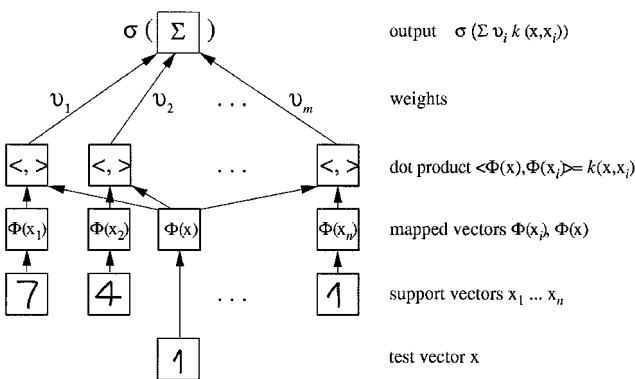 σ ( Σ ) output σ (Σ υi k (x,xi))
υ1 υ2 . . . υm weights
<, > <, > . . . <, > dot product <Φ(x),Φ(xi)>= k(x,xi)
Φ(x1) Φ(x2) Φ(x) Φ(xn) mapped vectors Φ(xi), Φ(x)
7 4 . . . 1 support vectors x1 ... xn
1 test vector x